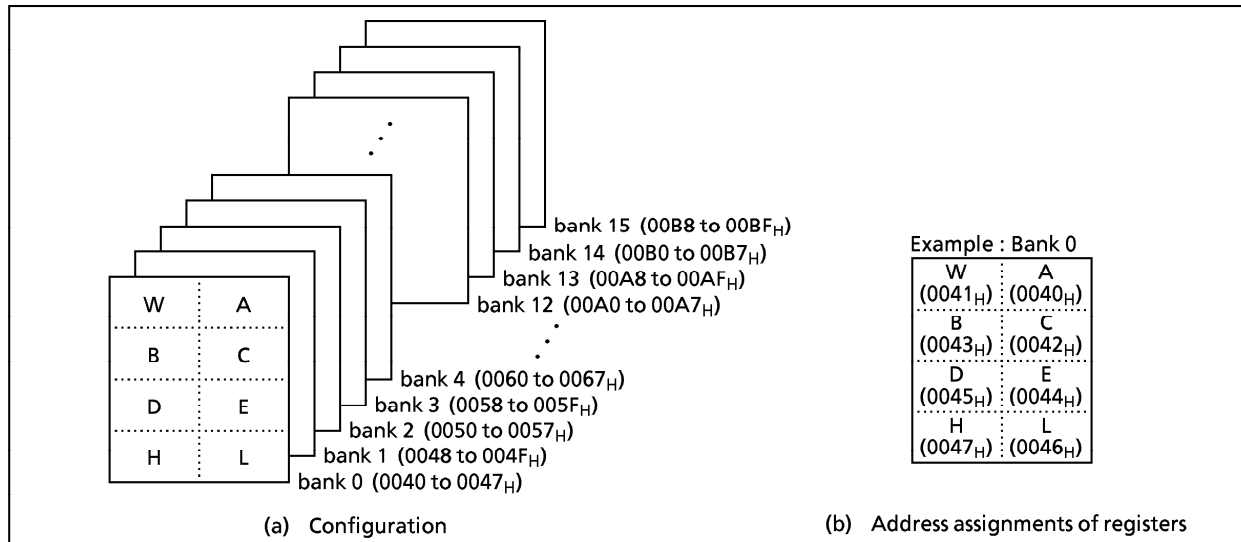 bank 15 (00B8 to 00BFH)
bank 14 (00B0 to 00B7H)
bank 13 (00A8 to 00AFH)
bank 12 (00A0 to 00A7H)
bank 4 (0060 to 0067H)
bank 3 (0058 to 005FH)
bank 2 (0050 to 0057H)
bank 1 (0048 to 004FH)
bank 0 (0040 to 0047H)
W A
B C
D E
H L
(a) Configuration
Example : Bank 0
W A
(0041H) (0040H)
B C
(0043H) (0042H)
D E
(0045H) (0044H)
H L
(0047H) (0046H)
(b) Address assignments of registers